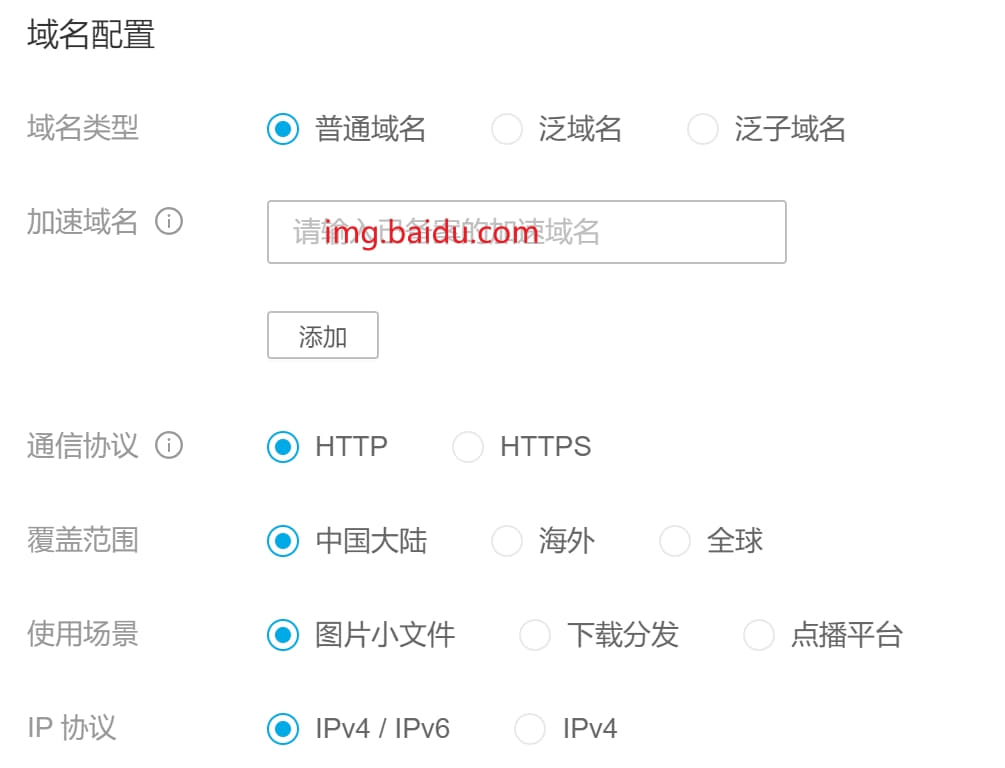 域名配置
域名类型 普通域名 泛域名 泛子域名
加速域名 请输入已备案的加速域名
img.baidu.com
添加
通信协议 HTTP HTTPS
覆盖范围 中国大陆 海外 全球
使用场景 图片小文件 下载分发 点播平台
IP 协议 IPv4 / IPv6 IPv4